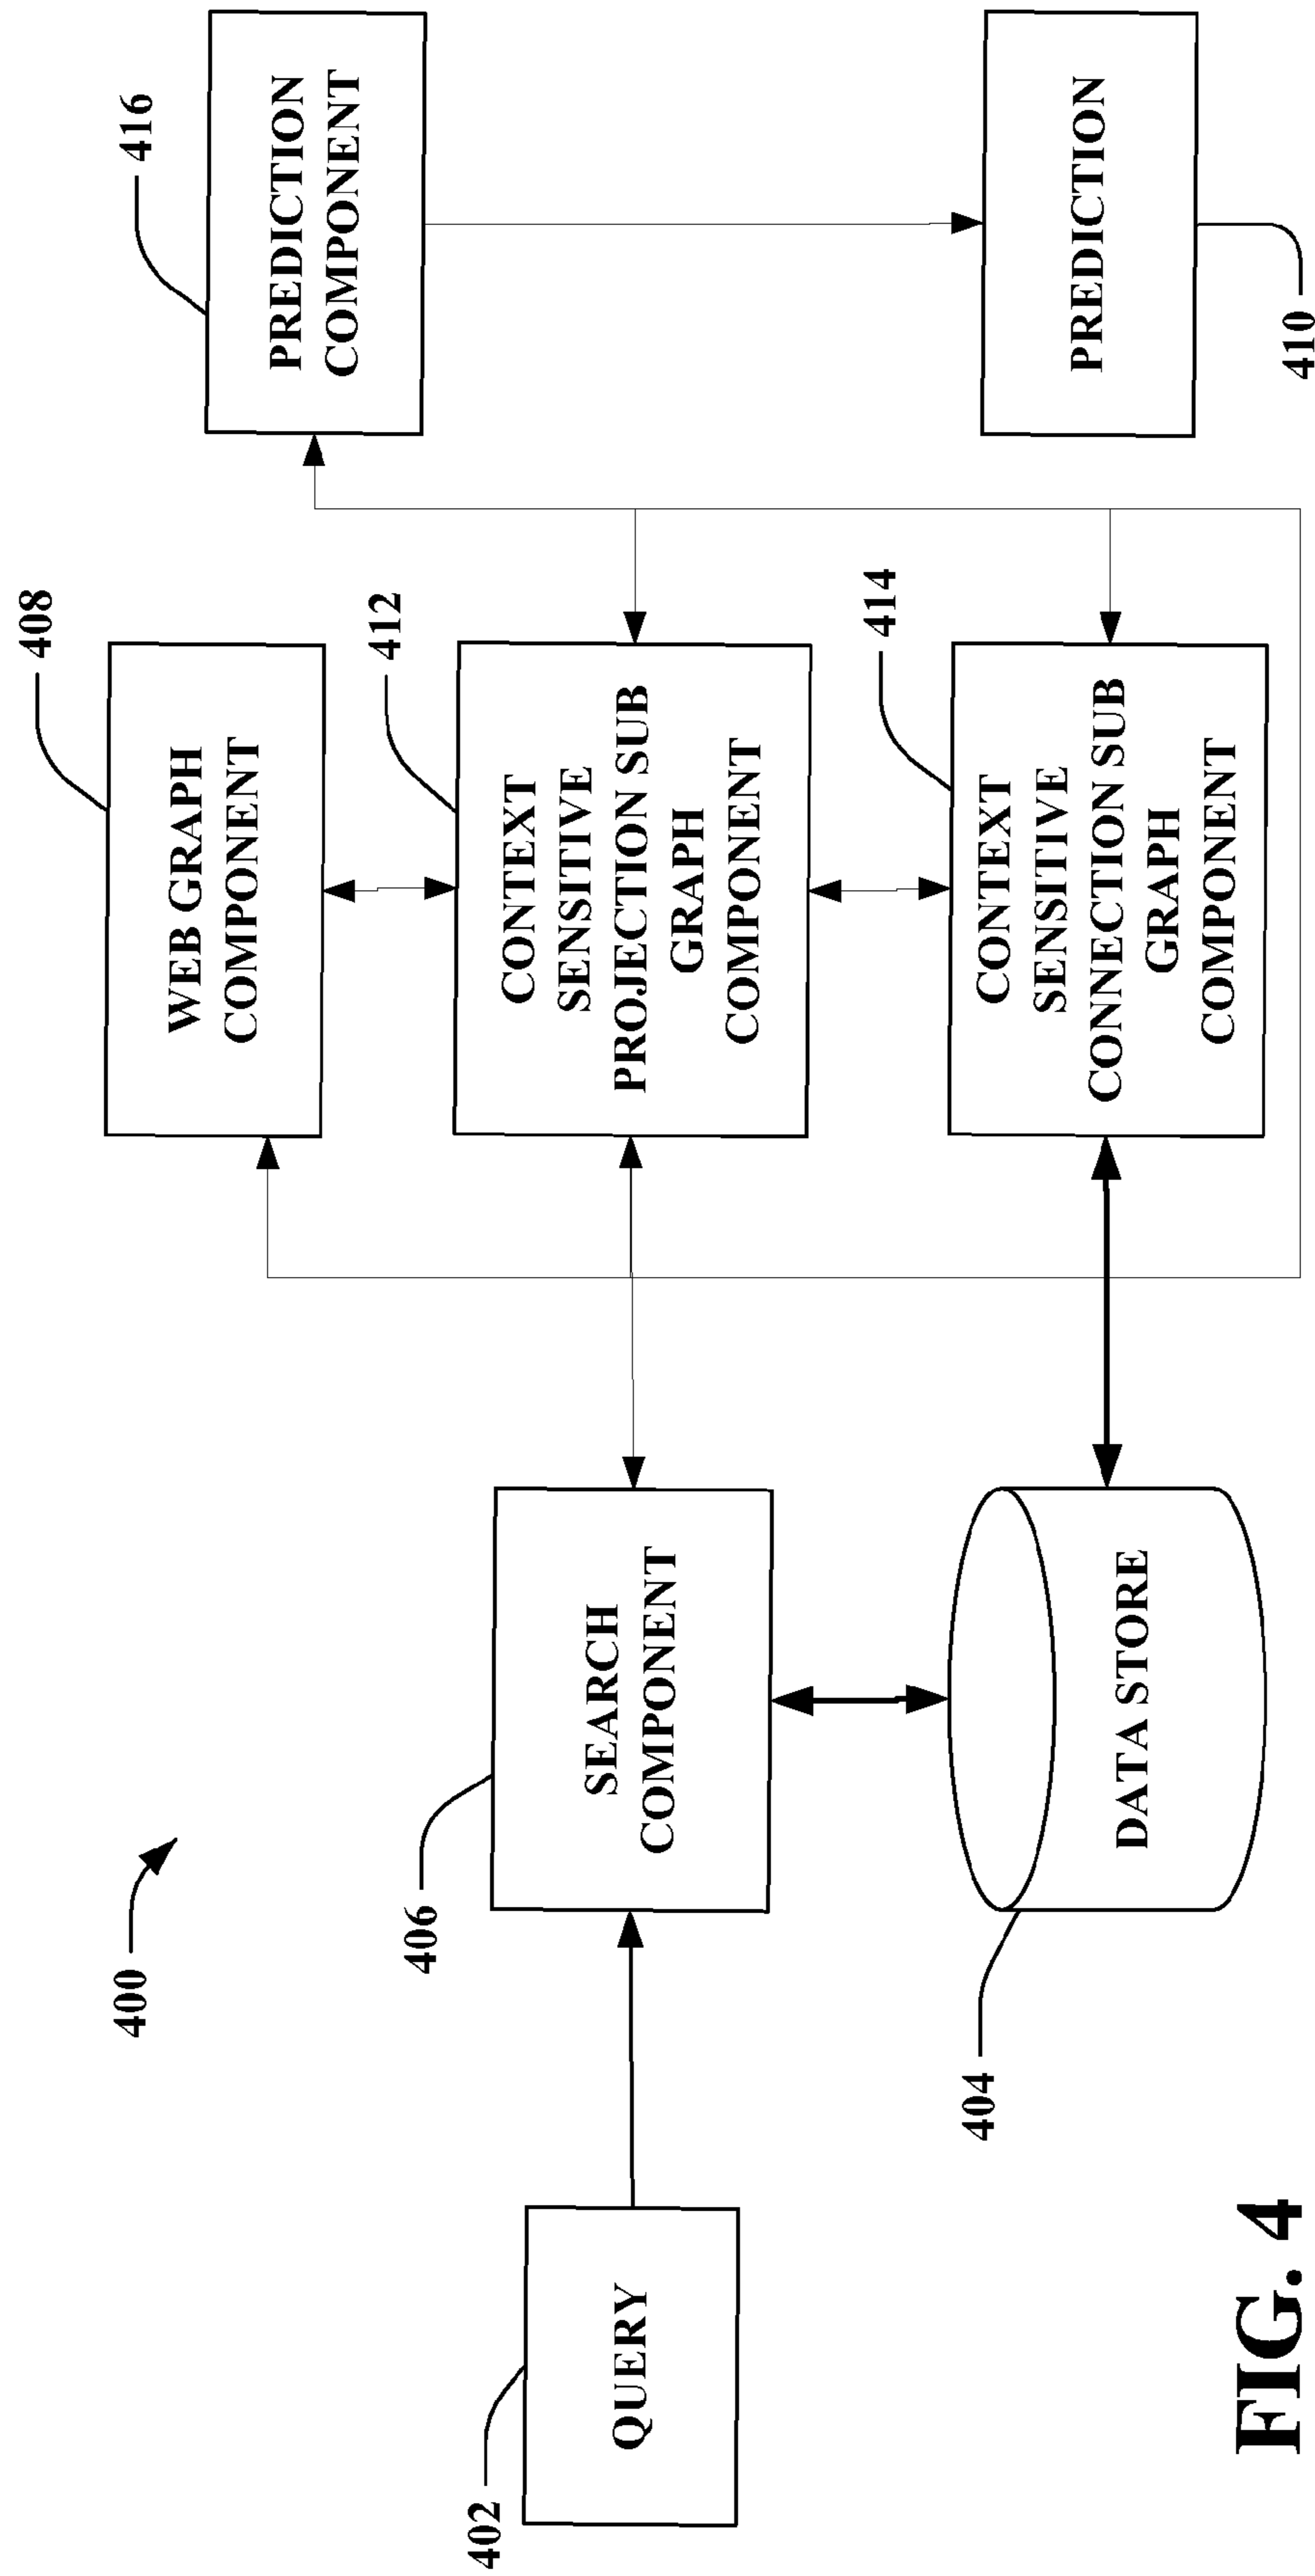 400
402
QUERY
406
SEARCH
COMPONENT
404
DATA STORE
408
WEB GRAPH
COMPONENT
412
CONTEXT
SENSITIVE
PROJECTION SUB
GRAPH
COMPONENT
414
CONTEXT
SENSITIVE
CONNECTION SUB
GRAPH
COMPONENT
416
PREDICTION
COMPONENT
PREDICTION
410
FIG. 4